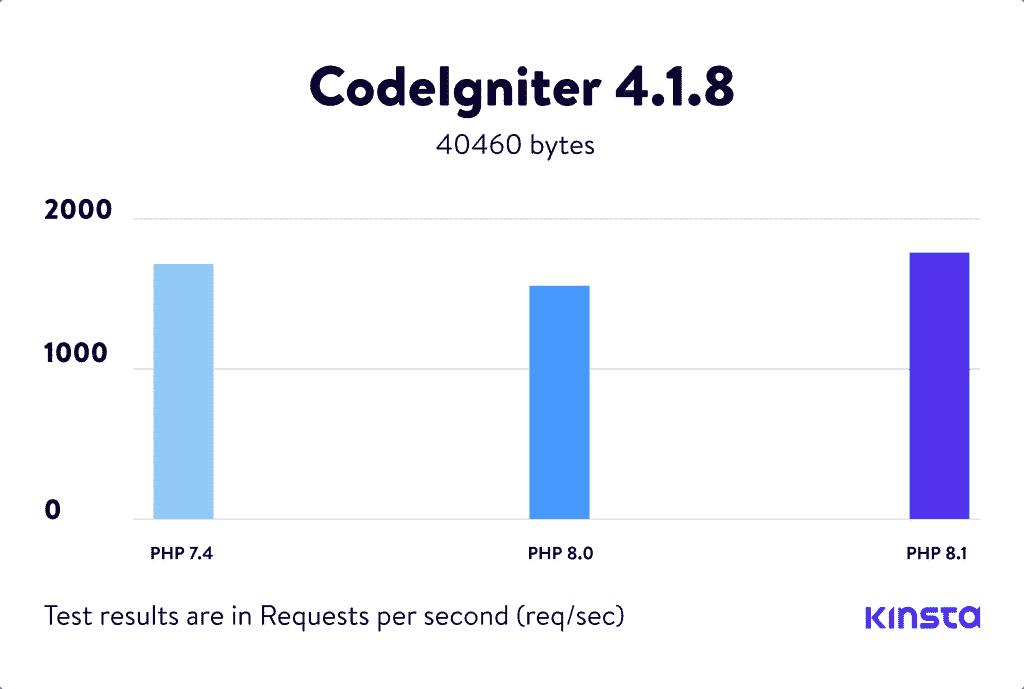 CodeIgniter 4.1.8
40460 bytes
2000
1000
0
PHP 7.4
PHP 8.0
PHP 8.1
Test results are in Requests per second (req/sec)
KINSTA